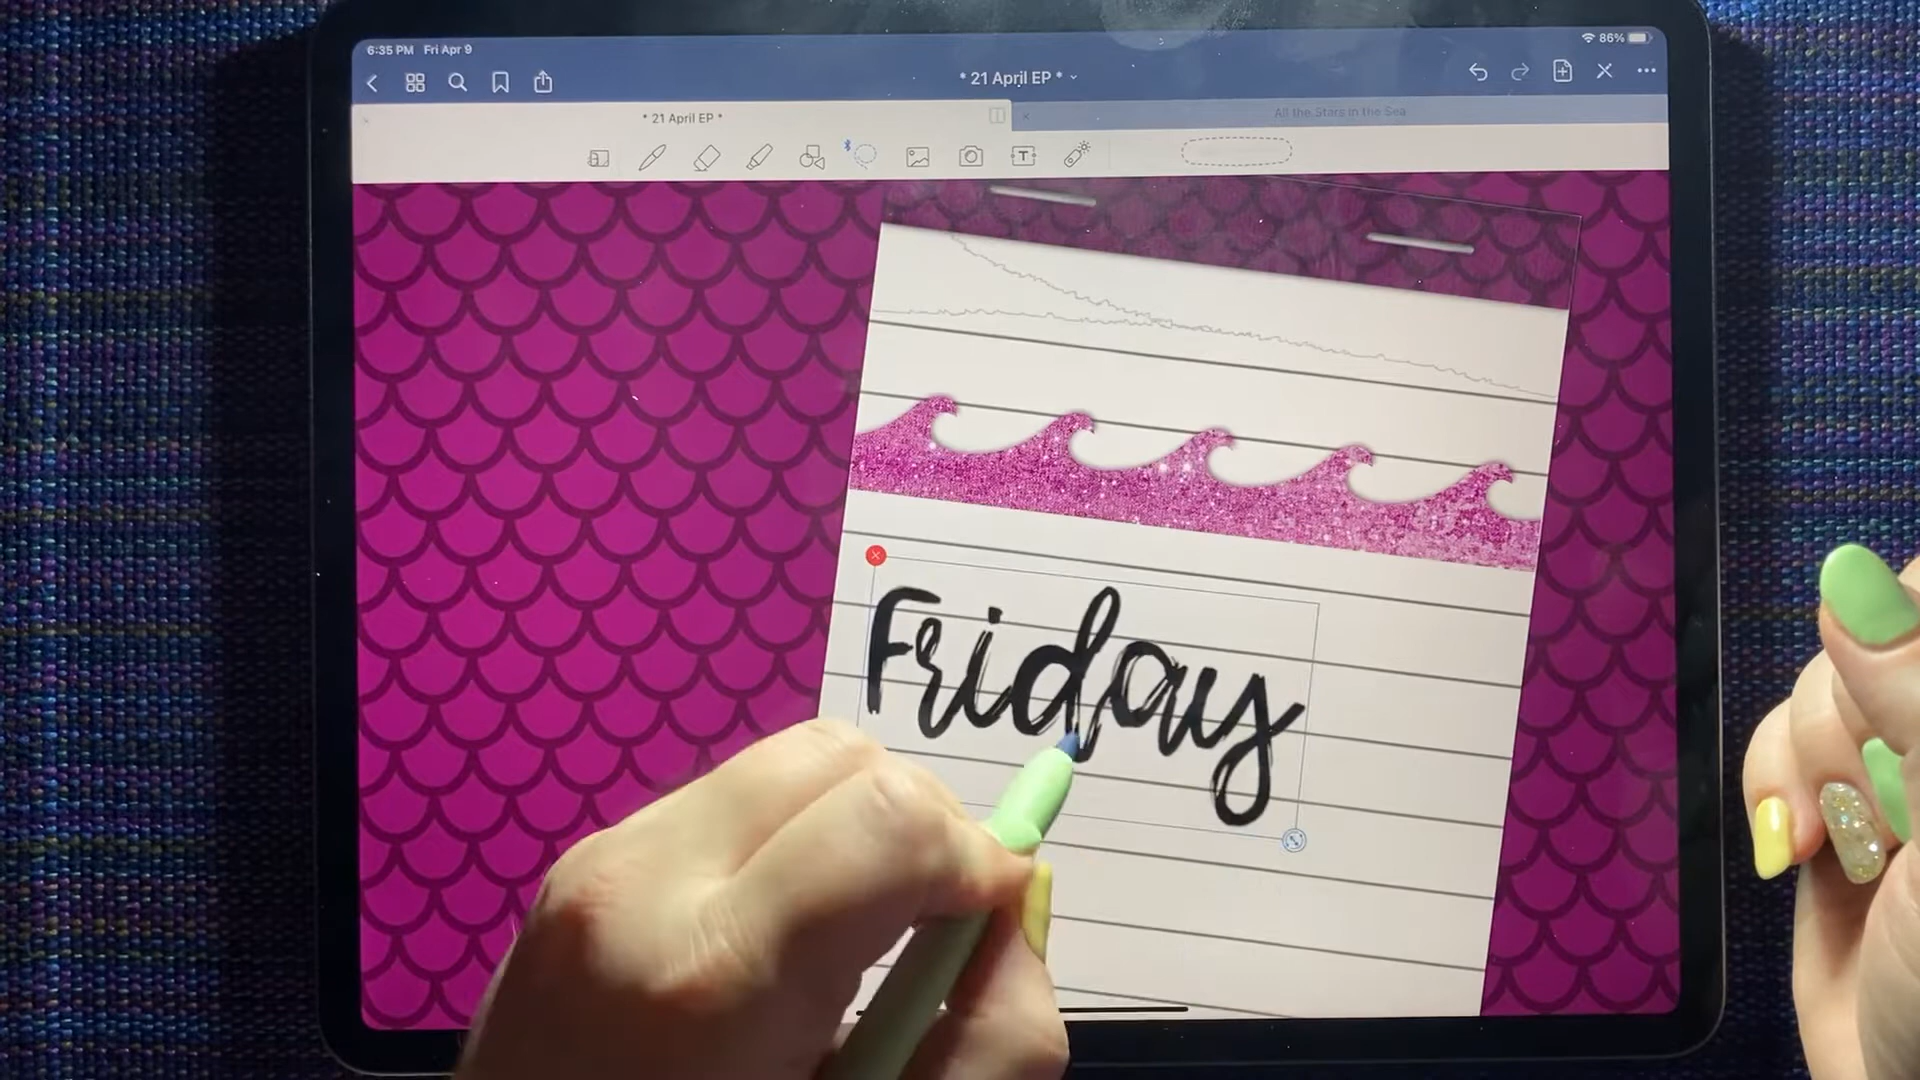 6:35 PM Fri Apr 9
86%
* 21 April EP *
* 21 April EP *
All the Stars in the Sea
T
Friday